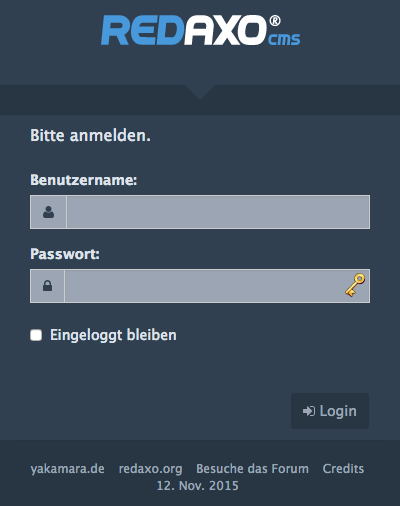 REDAXO® cms
Bitte anmelden.
Benutzername:
Passwort:
Eingeloggt bleiben
Login
yakamara.de redaxo.org Besuche das Forum Credits
12. Nov. 2015